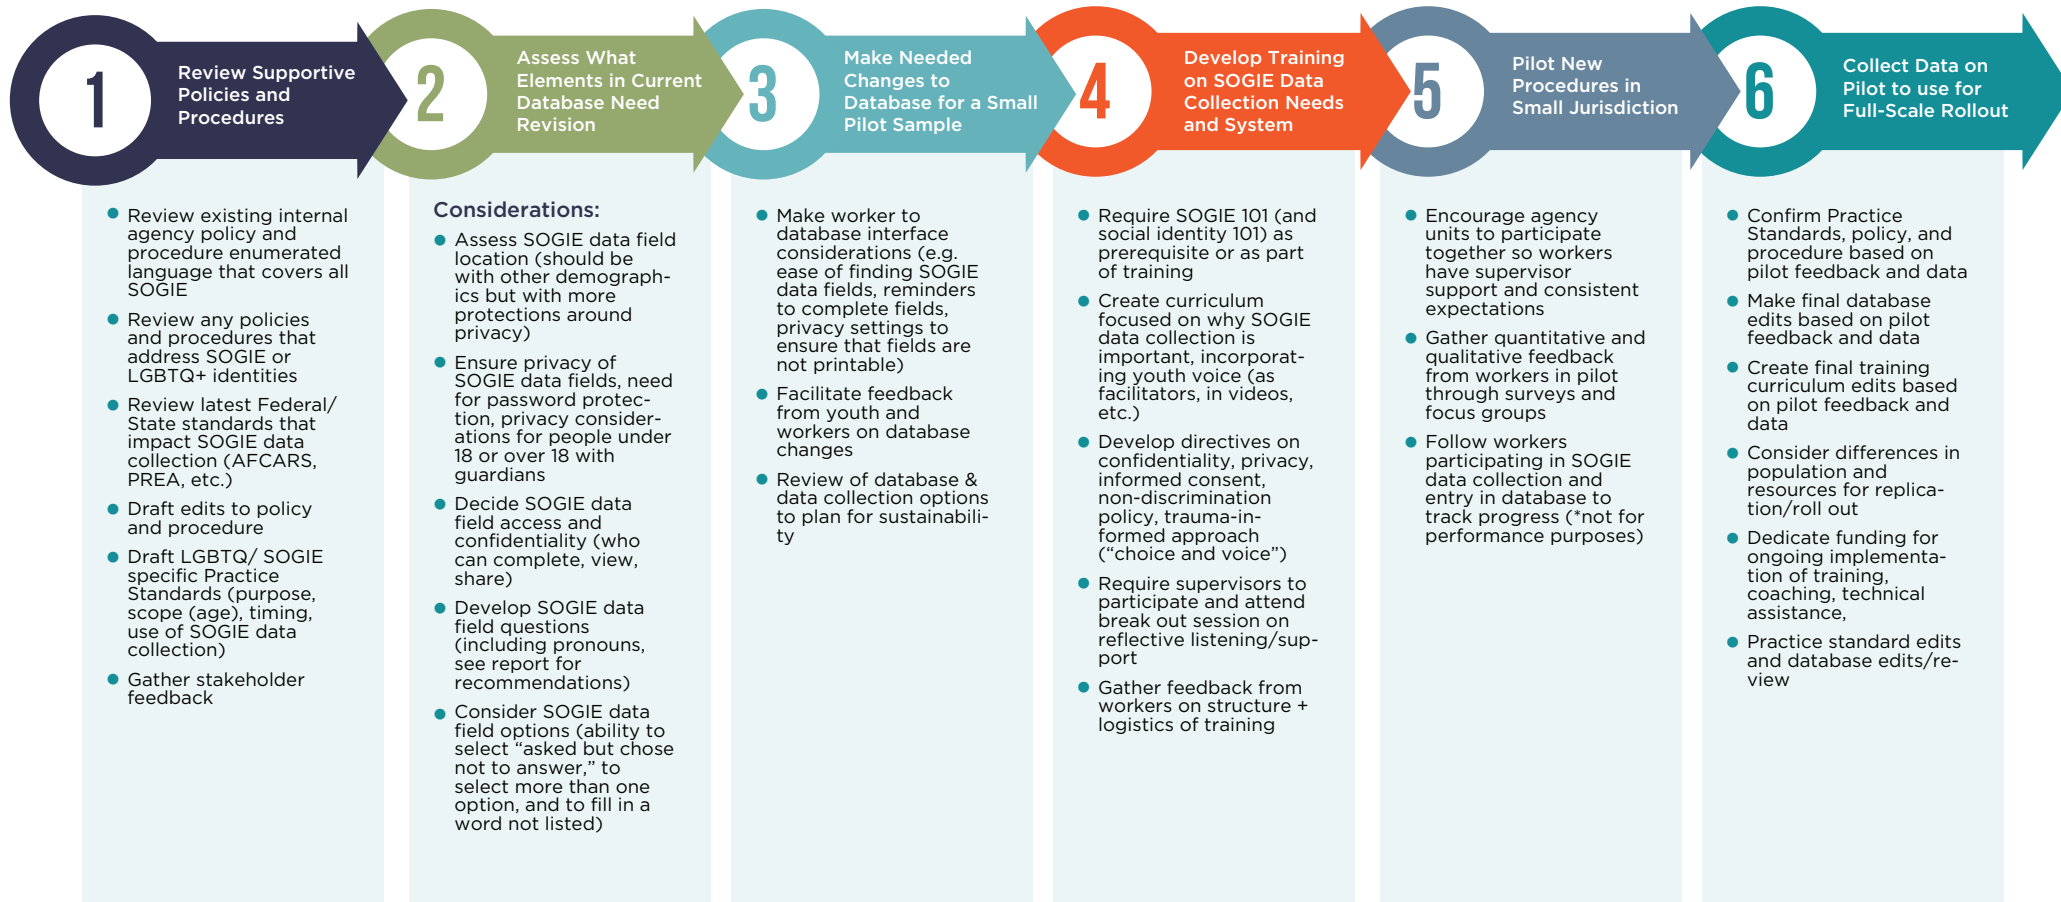 1
Review Supportive
Policies and
Procedures
Review existing internal
agency policy and
procedure enumerated
language that covers all
SOGIE
Review any policies
and procedures that
address SOGIE or
LGBTQ+ identities
Review latest Federal/
State standards that
impact SOGIE data
collection (AFCARS,
PREA, etc.)
Draft edits to policy
and procedure
Draft LGBTQ/ SOGIE
specific Practice
Standards (purpose,
scope (age), timing,
use of SOGIE data
collection)
Gather stakeholder
feedback
2
Assess What
Elements in Current
Database Need
Revision
Considerations:
Assess SOGIE data field
location (should be
with other demograph-
ics but with more
protections around
privacy)
Ensure privacy of
SOGIE data fields, need
for password protec-
tion, privacy consider-
ations for people under
18 or over 18 with
guardians
Decide SOGIE data
field access and
confidentiality (who
can complete, view,
share)
Develop SOGIE data
field questions
(including pronouns,
see report for
recommendations)
Consider SOGIE data
field options (ability to
select “asked but chose
not to answer,” to
select more than one
option, and to fill in a
word not listed)
3
Make Needed
Changes to
Database for a Small
Pilot Sample
Make worker to
database interface
considerations (e.g.
ease of finding SOGIE
data fields, reminders
to complete fields,
privacy settings to
ensure that fields are
not printable)
Facilitate feedback
from youth and
workers on database
changes
Review of database &
data collection options
to plan for sustainabili-
ty
4
Develop Training
on SOGIE Data
Collection Needs
and System
Require SOGIE 101 (and
social identity 101) as
prerequisite or as part
of training
Create curriculum
focused on why SOGIE
data collection is
important, incorporat-
ing youth voice (as
facilitators, in videos,
etc.)
Develop directives on
confidentiality, privacy,
informed consent,
non-discrimination
policy, trauma-in-
formed approach
(“choice and voice”)
Require supervisors to
participate and attend
break out session on
reflective listening/sup-
port
Gather feedback from
workers on structure +
logistics of training
5
Pilot New
Procedures in
Small Jurisdiction
Encourage agency
units to participate
together so workers
have supervisor
support and consistent
expectations
Gather quantitative and
qualitative feedback
from workers in pilot
through surveys and
focus groups
Follow workers
participating in SOGIE
data collection and
entry in database to
track progress (*not for
performance purposes)
6
Collect Data on
Pilot to use for
Full-Scale Rollout
Confirm Practice
Standards, policy, and
procedure based on
pilot feedback and data
Make final database
edits based on pilot
feedback and data
Create final training
curriculum edits based
on pilot feedback and
data
Consider differences in
population and
resources for replica-
tion/roll out
Dedicate funding for
ongoing implementa-
tion of training,
coaching, technical
assistance,
Practice standard edits
and database edits/re-
view